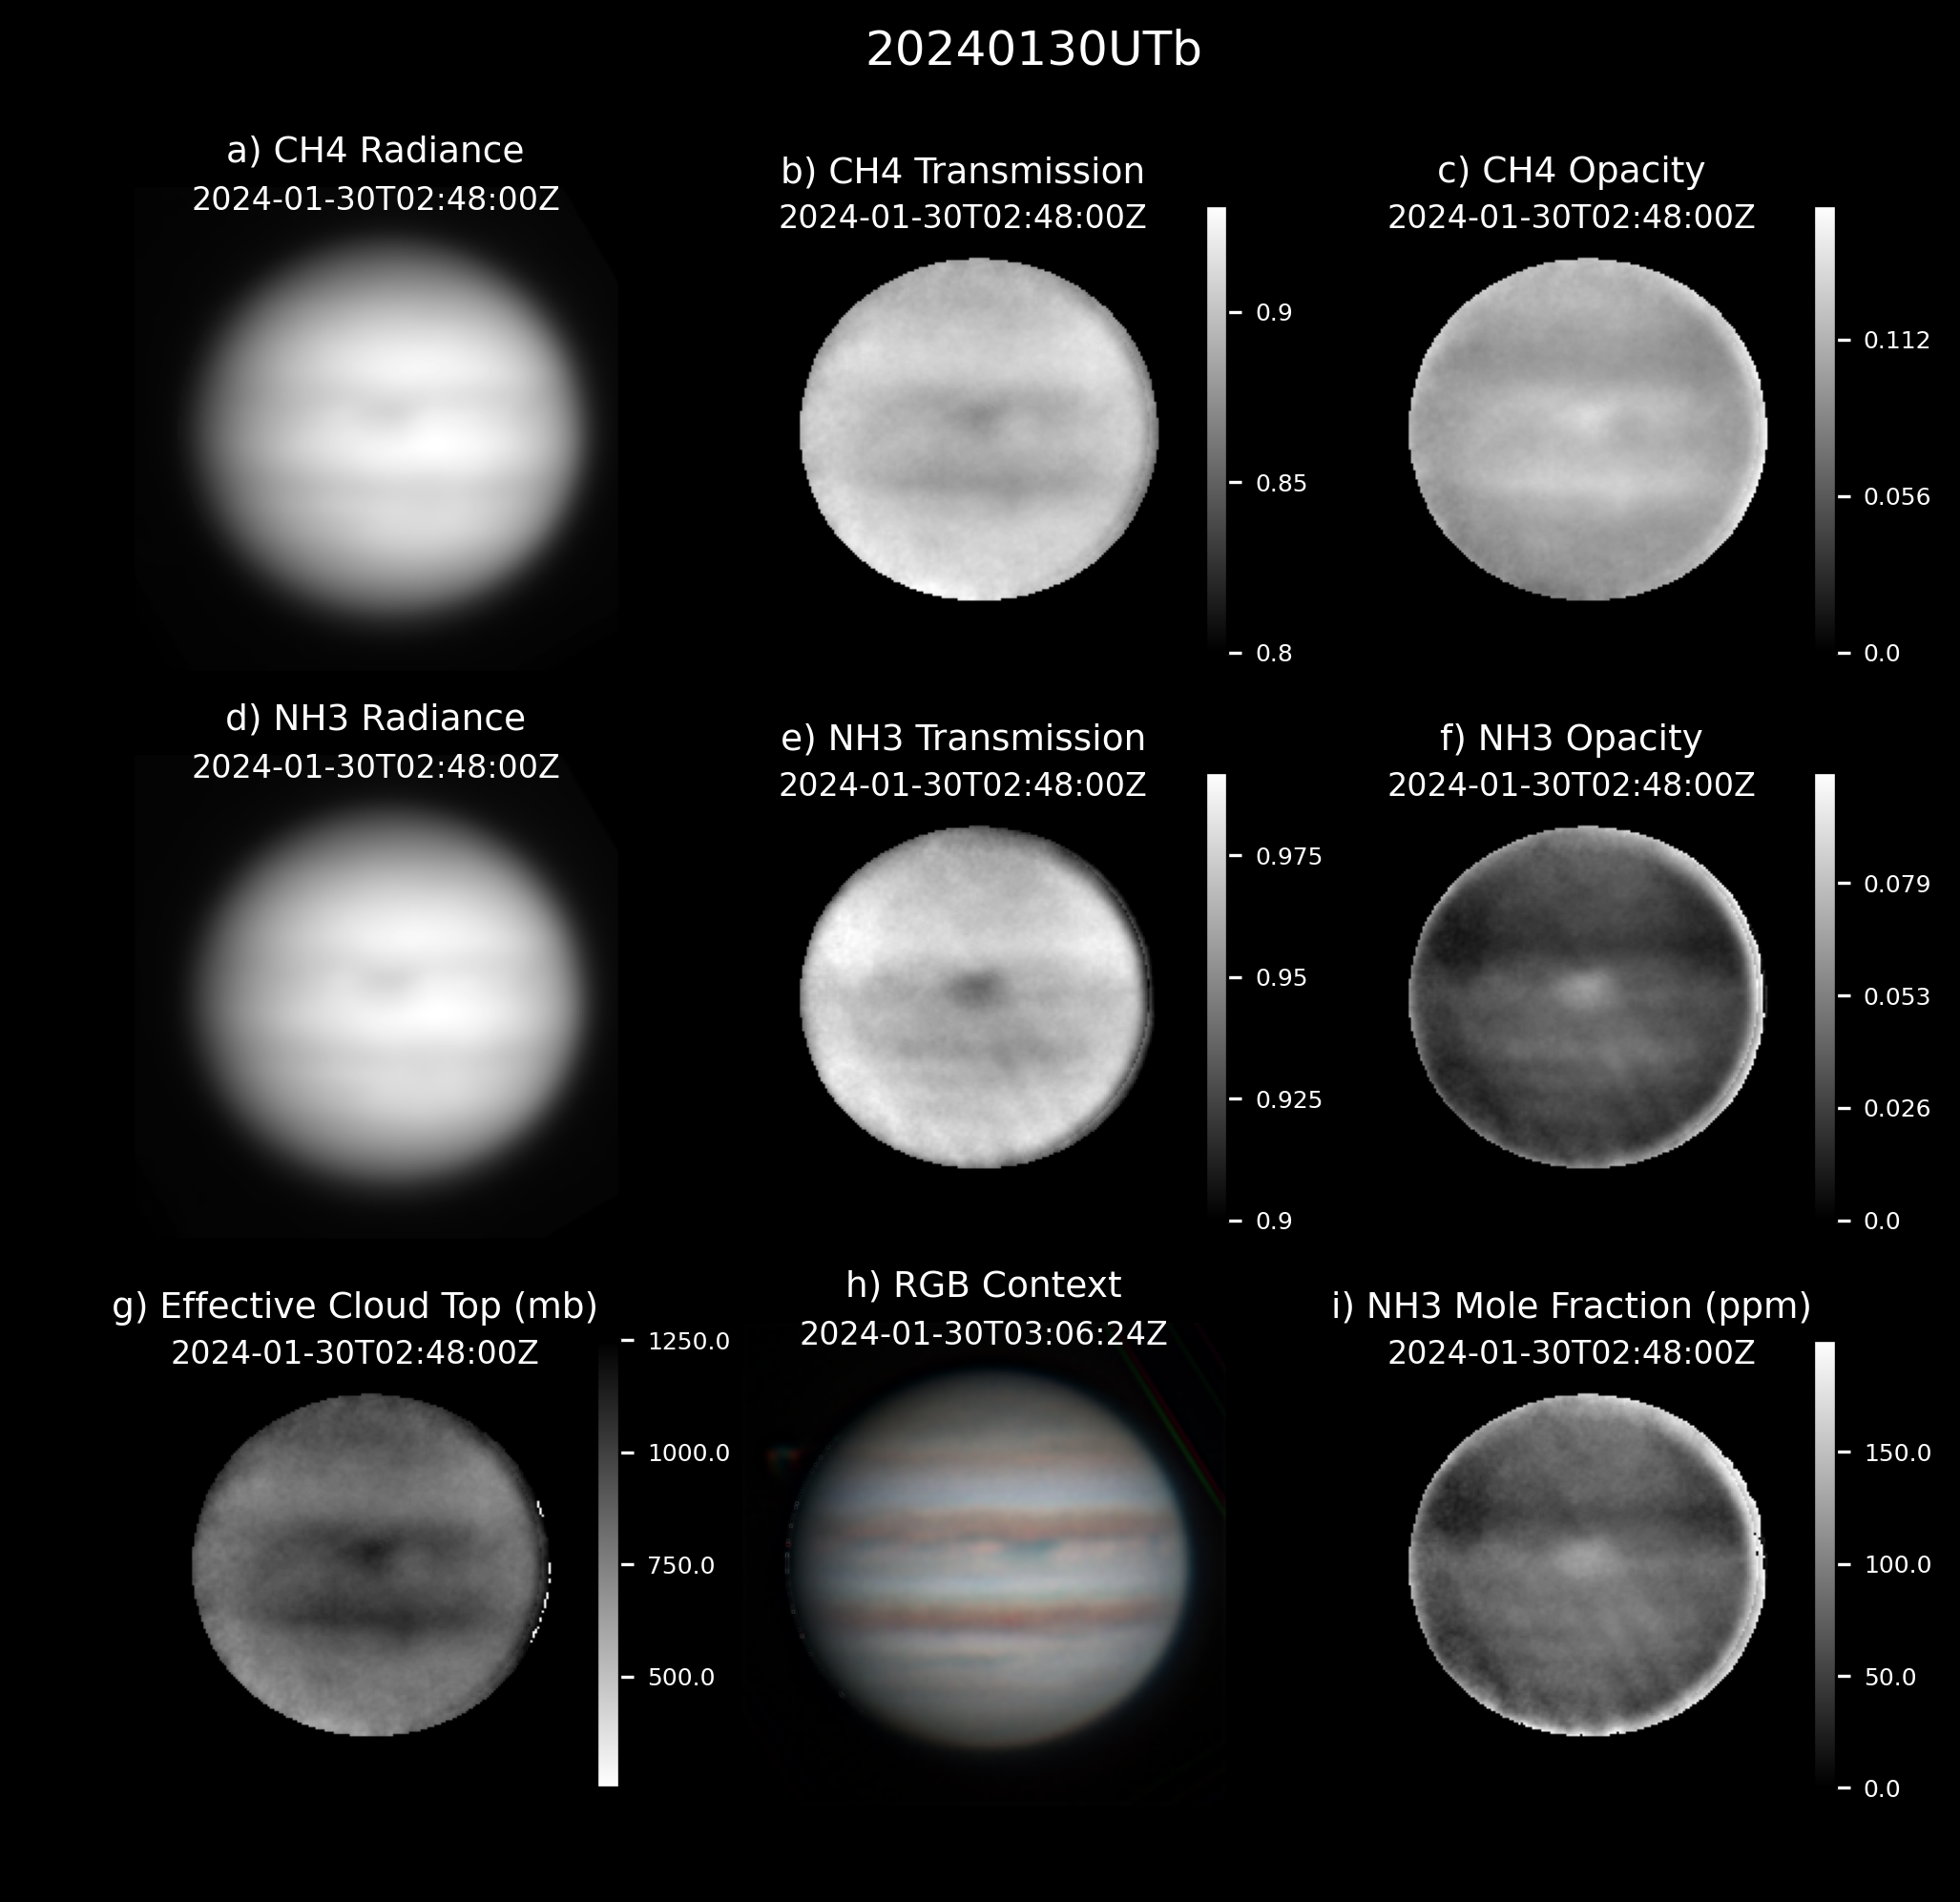 20240130UTb
a) CH4 Radiance
2024-01-30T02:48:00Z
b) CH4 Transmission
2024-01-30T02:48:00Z
0.9
0.85
0.8
c) CH4 Opacity
2024-01-30T02:48:00Z
0.112
0.056
0.0
d) NH3 Radiance
2024-01-30T02:48:00Z
e) NH3 Transmission
2024-01-30T02:48:00Z
0.975
0.95
0.925
0.9
f) NH3 Opacity
2024-01-30T02:48:00Z
0.079
0.053
0.026
0.0
g) Effective Cloud Top (mb)
2024-01-30T02:48:00Z
1250.0
1000.0
750.0
500.0
h) RGB Context
2024-01-30T03:06:24Z
i) NH3 Mole Fraction (ppm)
2024-01-30T02:48:00Z
150.0
100.0
50.0
0.0